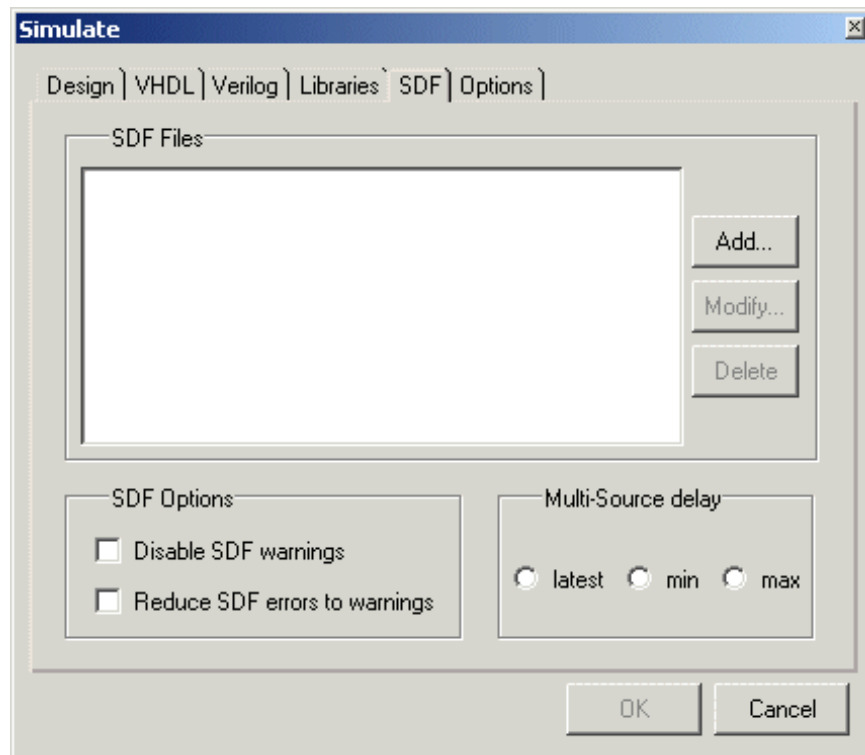 Simulate
Design VHDL Verilog Libraries SDF Options
SDF Files
Add...
Modify...
Delete
SDF Options
Disable SDF warnings
Reduce SDF errors to warnings
Multi-Source delay
latest min max
OK Cancel